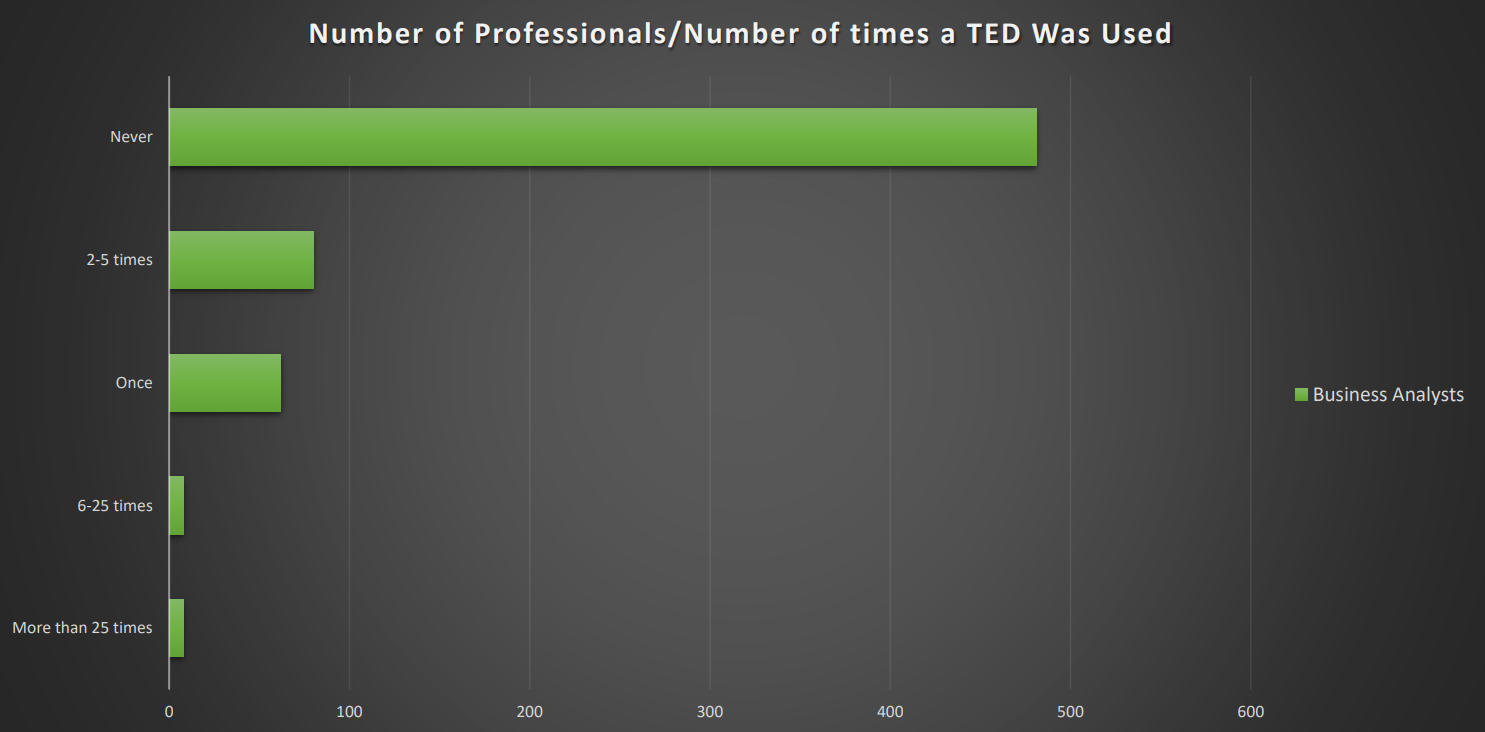 Number of Professionals/Number of times a TED Was Used
Never
2-5 times
Once
6-25 times
More than 25 times
0 100 200 300 400 500 600
Business Analysts